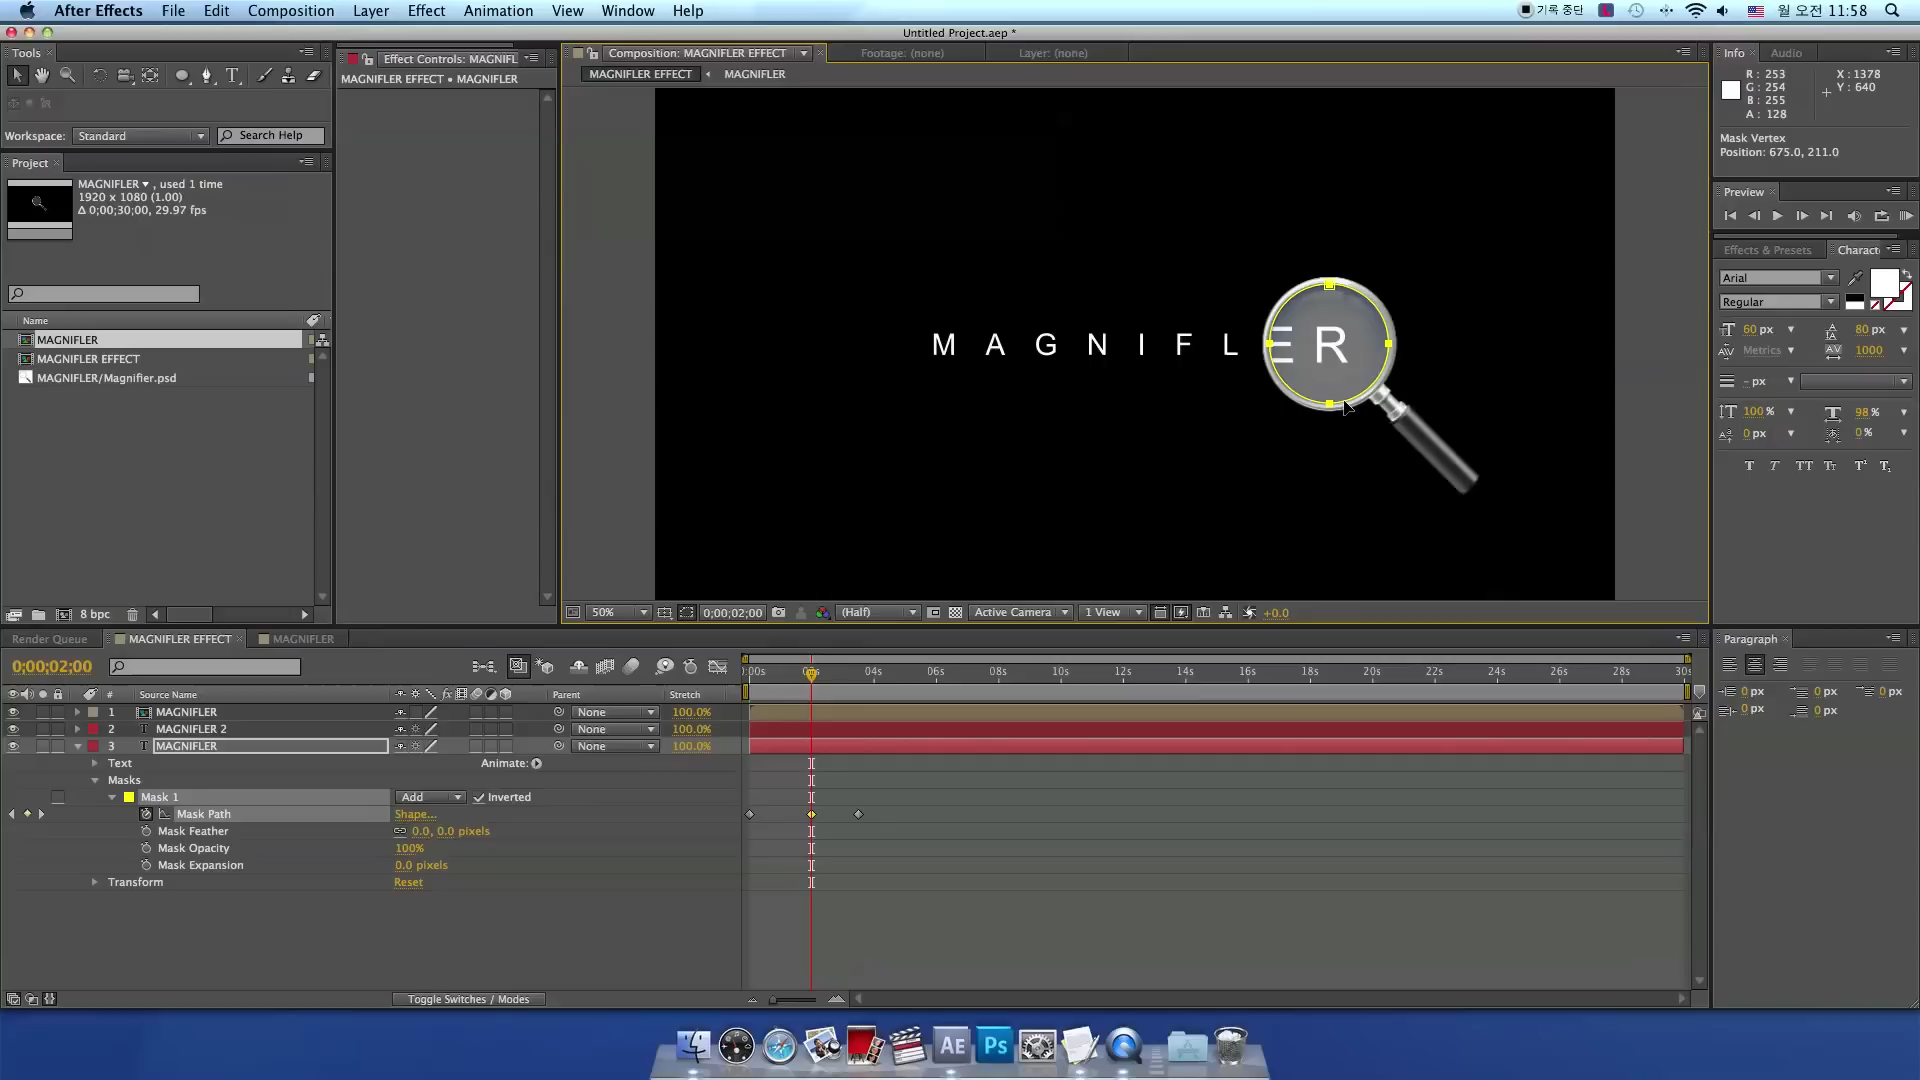 After Effects File Edit Composition Layer Effect Animation View Window Help 기록 중단 월 오전 11:58
Untitled Project.aep *
Tools
Workspace: Standard Search Help
Project
MAGNIFLER , used 1 time
1920 x 1080 (1.00)
Δ 0;00;30;00, 29.97 fps
Name
MAGNIFLER
MAGNIFLER EFFECT
MAGNIFLER/Magnifier.psd
8 bpc
Effect Controls: MAGNIFL
MAGNIFLER EFFECT • MAGNIFLER
Composition: MAGNIFLER EFFECT Footage: (none) Layer: (none)
MAGNIFLER EFFECT MAGNIFLER
M A G N I F L E R
50% 0;00;02;00 (Half) Active Camera 1 View +0.0
Info Audio
R : 253 X : 1378
G : 254 Y : 640
B : 255
A : 128
Mask Vertex
Position: 675.0, 211.0
Preview
Effects & Presets Charact
Arial
Regular
60 px 80 px
Metrics 1000
- px
100 % 98 %
0 px 0 %
T T TT Tt T¹ T₁
Render Queue MAGNIFLER EFFECT MAGNIFLER
0;00;02;00
):00s 04s 06s 08s 10s 12s 14s 16s 18s 20s 22s 24s 26s 28s 30s
# Source Name fx Parent Stretch
1 MAGNIFLER None 100.0%
2 T MAGNIFLER 2 None 100.0%
3 T MAGNIFLER None 100.0%
Text Animate:
Masks
Mask 1 Add Inverted
Mask Path Shape...
Mask Feather 0.0, 0.0 pixels
Mask Opacity 100%
Mask Expansion 0.0 pixels
Transform Reset
Toggle Switches / Modes
Paragraph
0 px 0 px 0 px
0 px 0 px
AE Ps